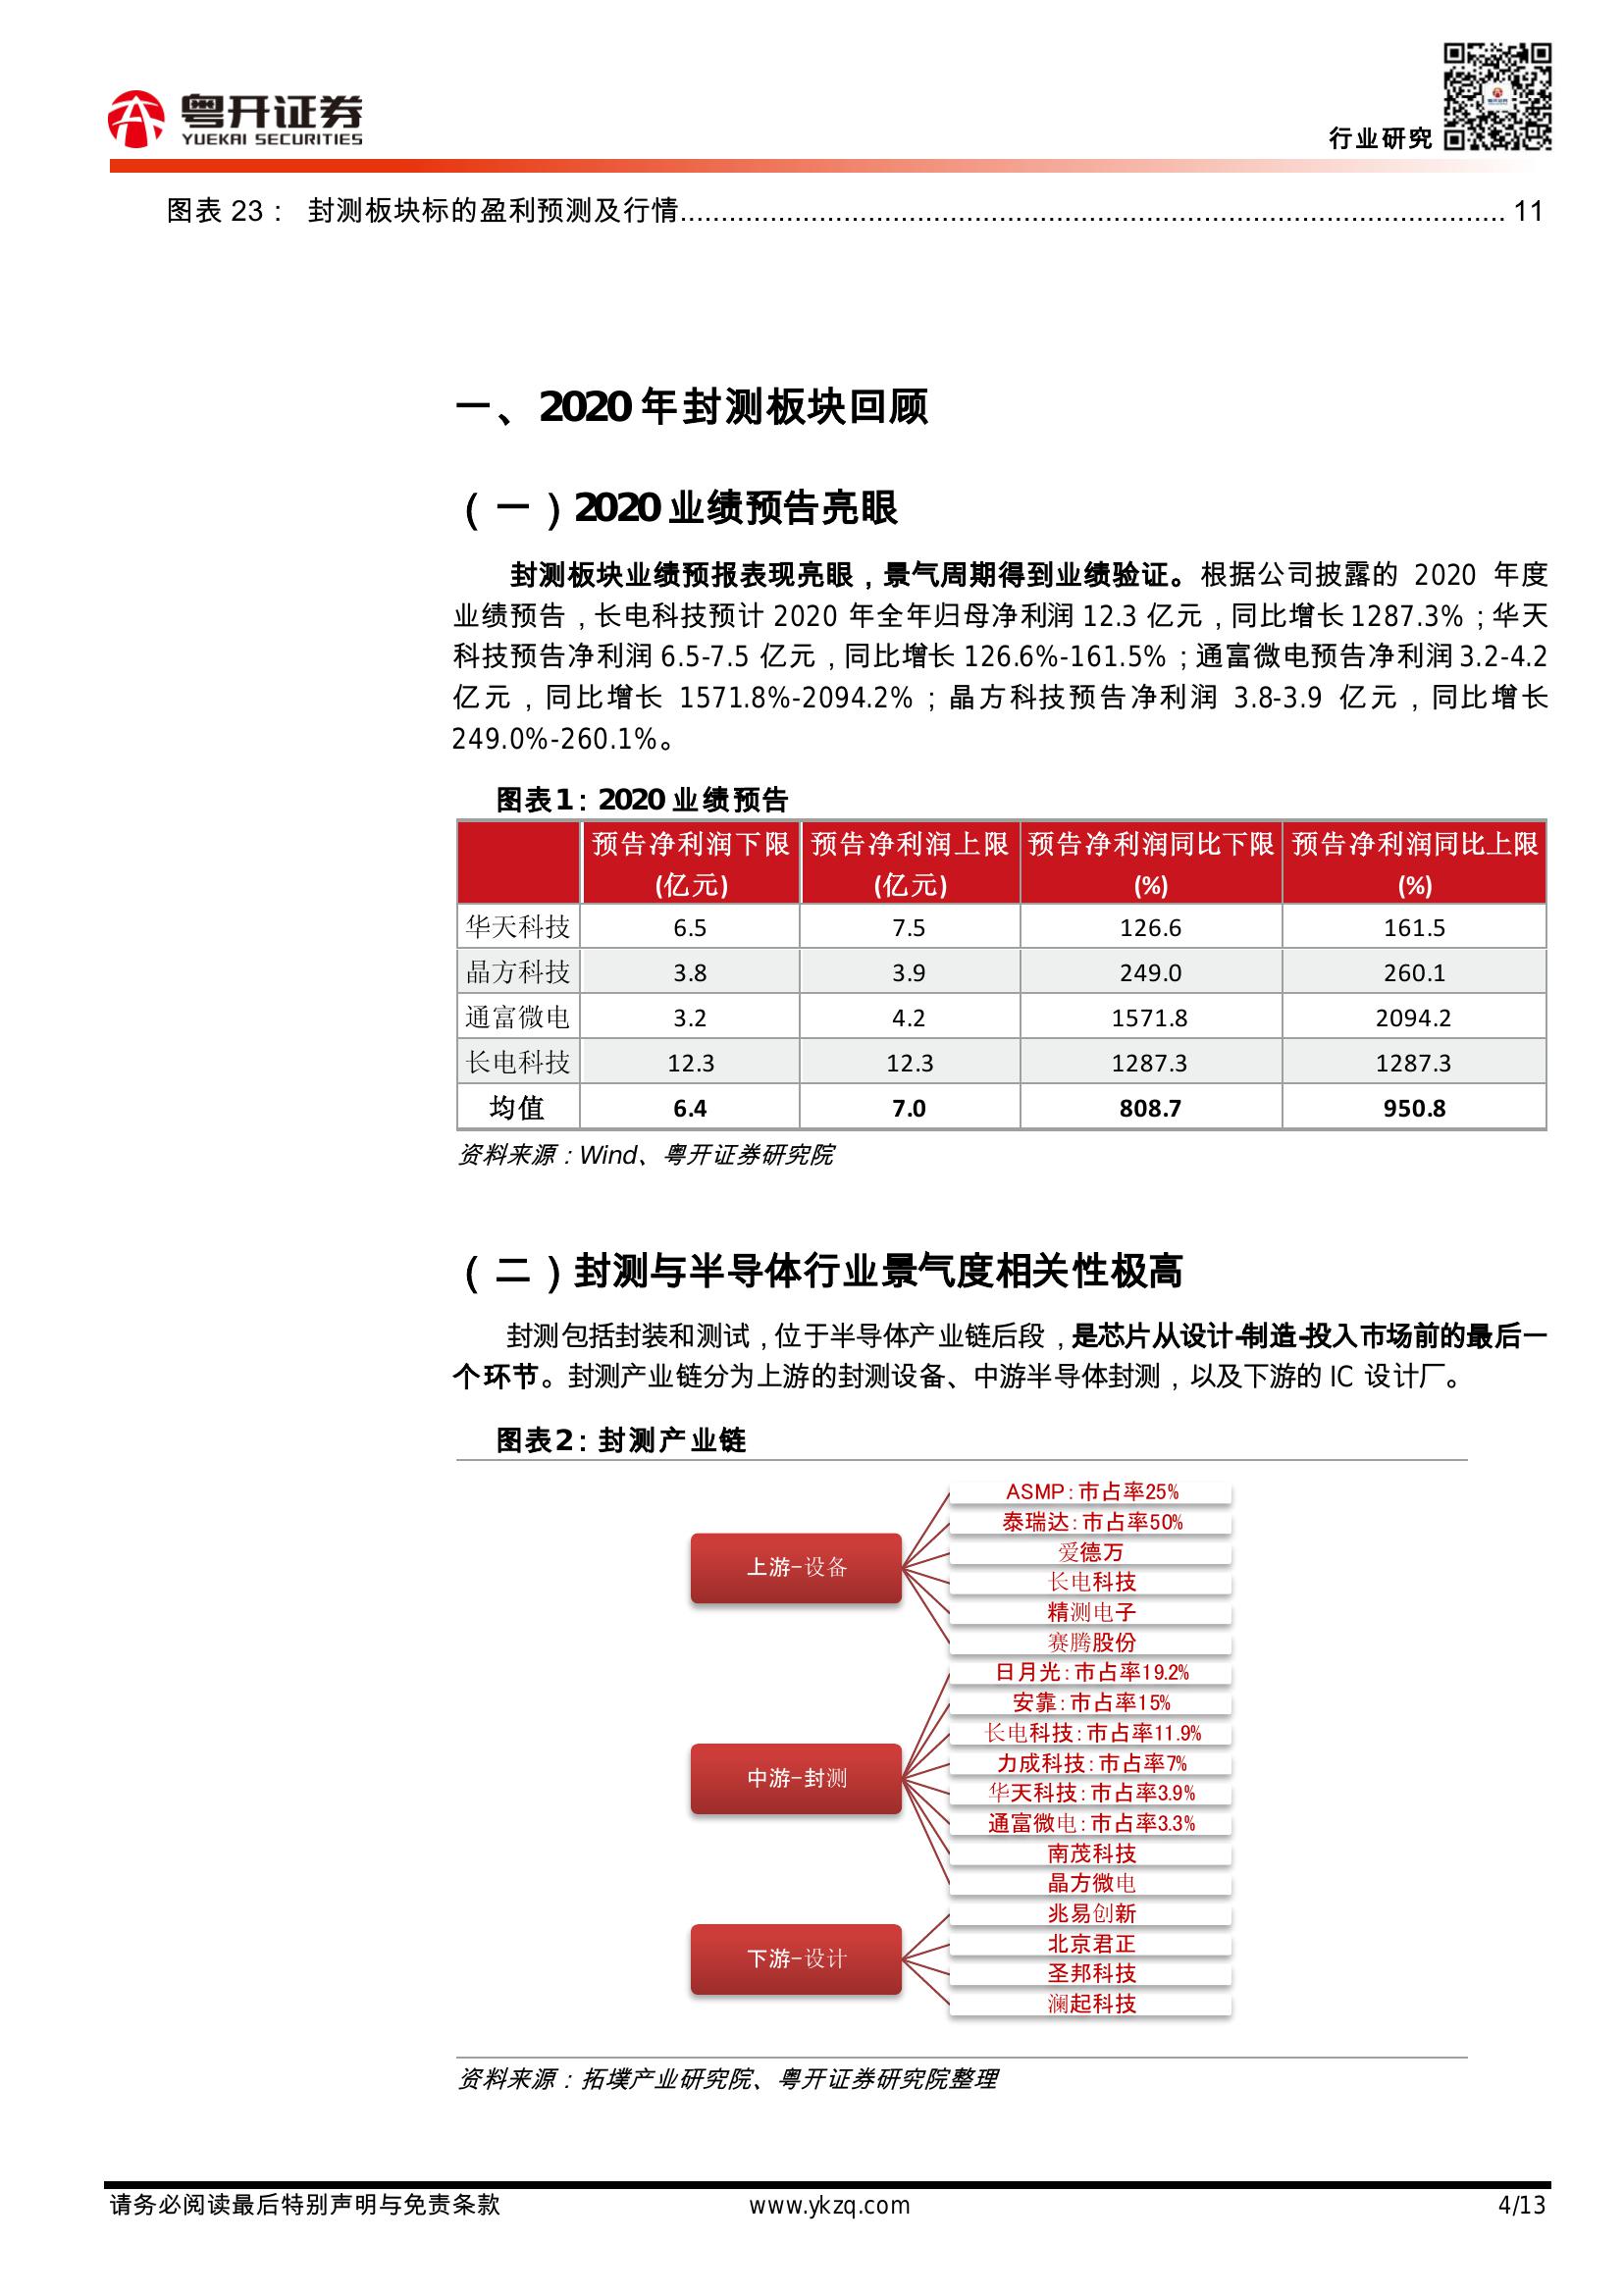 粤开证券
YUEKAI SECURITIES
行业研究
图表 23： 封测板块标的盈利预测及行情........................................................................................................ 11
一、2020 年封测板块回顾
（一）2020 业绩预告亮眼
封测板块业绩预报表现亮眼，景气周期得到业绩验证。根据公司披露的 2020 年度
业绩预告，长电科技预计 2020 年全年归母净利润 12.3 亿元，同比增长 1287.3%；华天
科技预告净利润 6.5-7.5 亿元，同比增长 126.6%-161.5%；通富微电预告净利润 3.2-4.2
亿元，同比增长 1571.8%-2094.2%；晶方科技预告净利润 3.8-3.9 亿元，同比增长
249.0%-260.1%。
图表1：2020 业绩预告
预告净利润下限 预告净利润上限 预告净利润同比下限 预告净利润同比上限
(亿元) (亿元) (%) (%)
华天科技 6.5 7.5 126.6 161.5
晶方科技 3.8 3.9 249.0 260.1
通富微电 3.2 4.2 1571.8 2094.2
长电科技 12.3 12.3 1287.3 1287.3
均值 6.4 7.0 808.7 950.8
资料来源：Wind、粤开证券研究院
（二）封测与半导体行业景气度相关性极高
封测包括封装和测试，位于半导体产业链后段，是芯片从设计-制造-投入市场前的最后一
个环节。封测产业链分为上游的封测设备、中游半导体封测，以及下游的 IC 设计厂。
图表2：封测产业链
上游-设备
ASMP：市占率25%
泰瑞达：市占率50%
爱德万
长电科技
精测电子
赛腾股份
中游-封测
日月光：市占率19.2%
安靠：市占率15%
长电科技：市占率11.9%
力成科技：市占率7%
华天科技：市占率3.9%
通富微电：市占率3.3%
南茂科技
晶方微电
下游-设计
兆易创新
北京君正
圣邦科技
澜起科技
资料来源：拓墣产业研究院、粤开证券研究院整理
请务必阅读最后特别声明与免责条款 www.ykzq.com 4/13